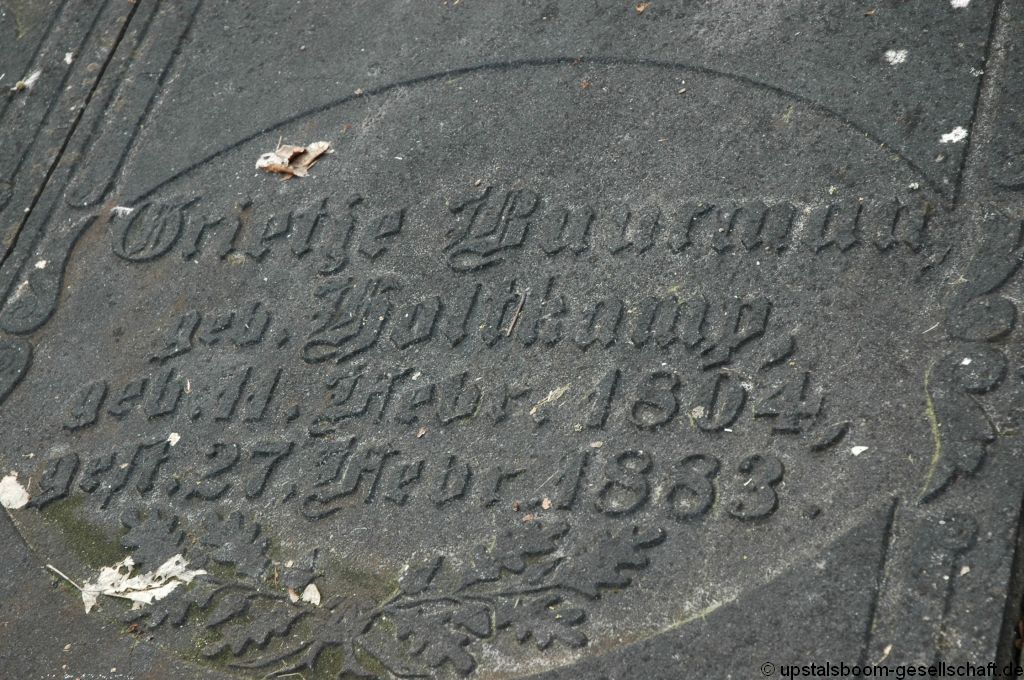 Grietje Buurman,
geb. Holtkamp,
geb. 11. Febr. 1804,
gest. 27. Febr. 1883.
© upstalsboom-gesellschaft.de